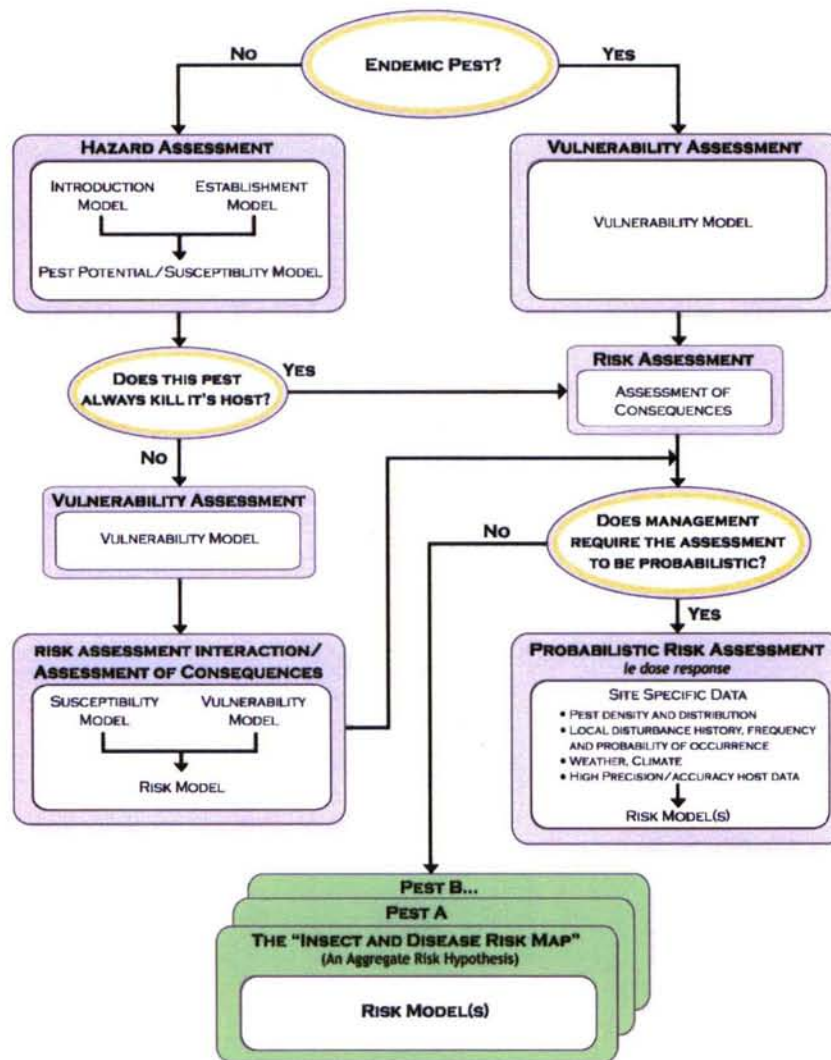 ENDEMIC PEST?
NO
YES
HAZARD ASSESSMENT
INTRODUCTION
MODEL
ESTABLISHMENT
MODEL
PEST POTENTIAL/SUSCEPTIBLITY MODEL
VULNERABILITY ASSESSMENT
VULNERABILITY MODEL
DOES THIS PEST
ALWAYS KILL IT'S HOST?
YES
NO
RISK ASSESSMENT
ASSESSMENT OF
CONSEQUENCES
VULNERABILITY ASSESSMENT
VULNERABILITY MODEL
DOES MANAGEMENT
REQUIRE THE ASSESSMENT
TO BE PROBABILISTIC?
NO
YES
RISK ASSESSMENT INTERACTION/
ASSESSMENT OF CONSEQUENCES
SUSCEPTIBILITY
MODEL
VULNERABILITY
MODEL
RISK MODEL
PROBABILISTIC RISK ASSESSMENT
ie dose response
SITE SPECIFIC DATA
• PEST DENSITY AND DISTRIBUTION
• LOCAL DISTURBANCE HISTORY, FREQUENCY
AND PROBABILITY OF OCCURRENCE
• WEATHER, CLIMATE
• HIGH PRECISION/ACCURACY HOST DATA
RISK MODEL(S)
PEST B...
PEST A
THE "INSECT AND DISEASE RISK MAP"
(An Aggregate Risk Hypothesis)
RISK MODEL(S)